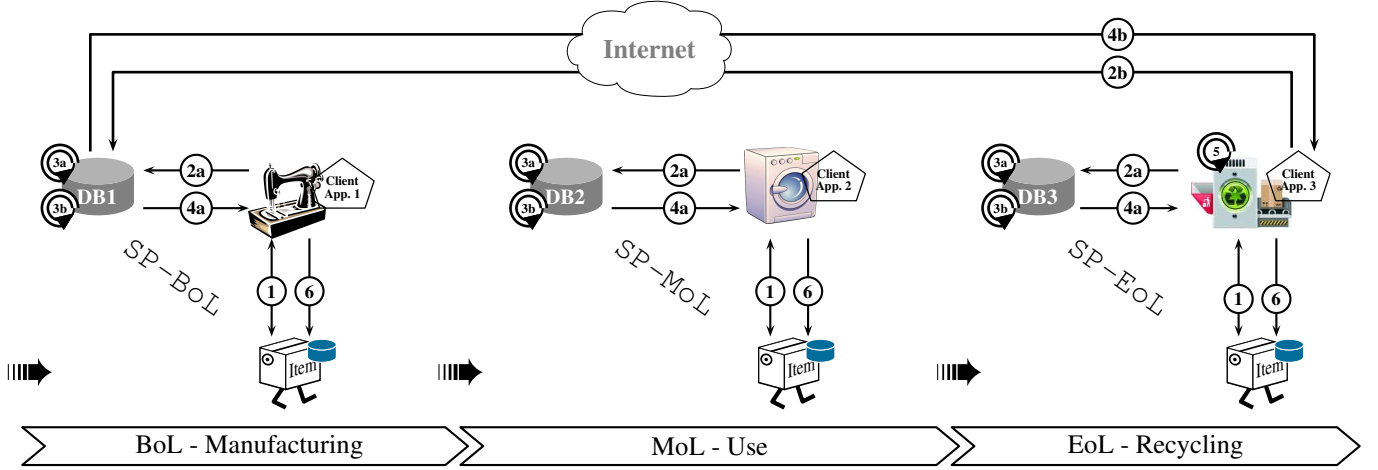 Internet
4b
2b
3a
3b
DB1
2a
4a
Client
App. 1
SP-BoL
1
6
Item
3a
3b
DB2
2a
4a
Client
App. 2
SP-MoL
1
6
Item
3a
3b
DB3
2a
4a
5
Client
App. 3
SP-EoL
1
6
Item
BoL - Manufacturing
MoL - Use
EoL - Recycling